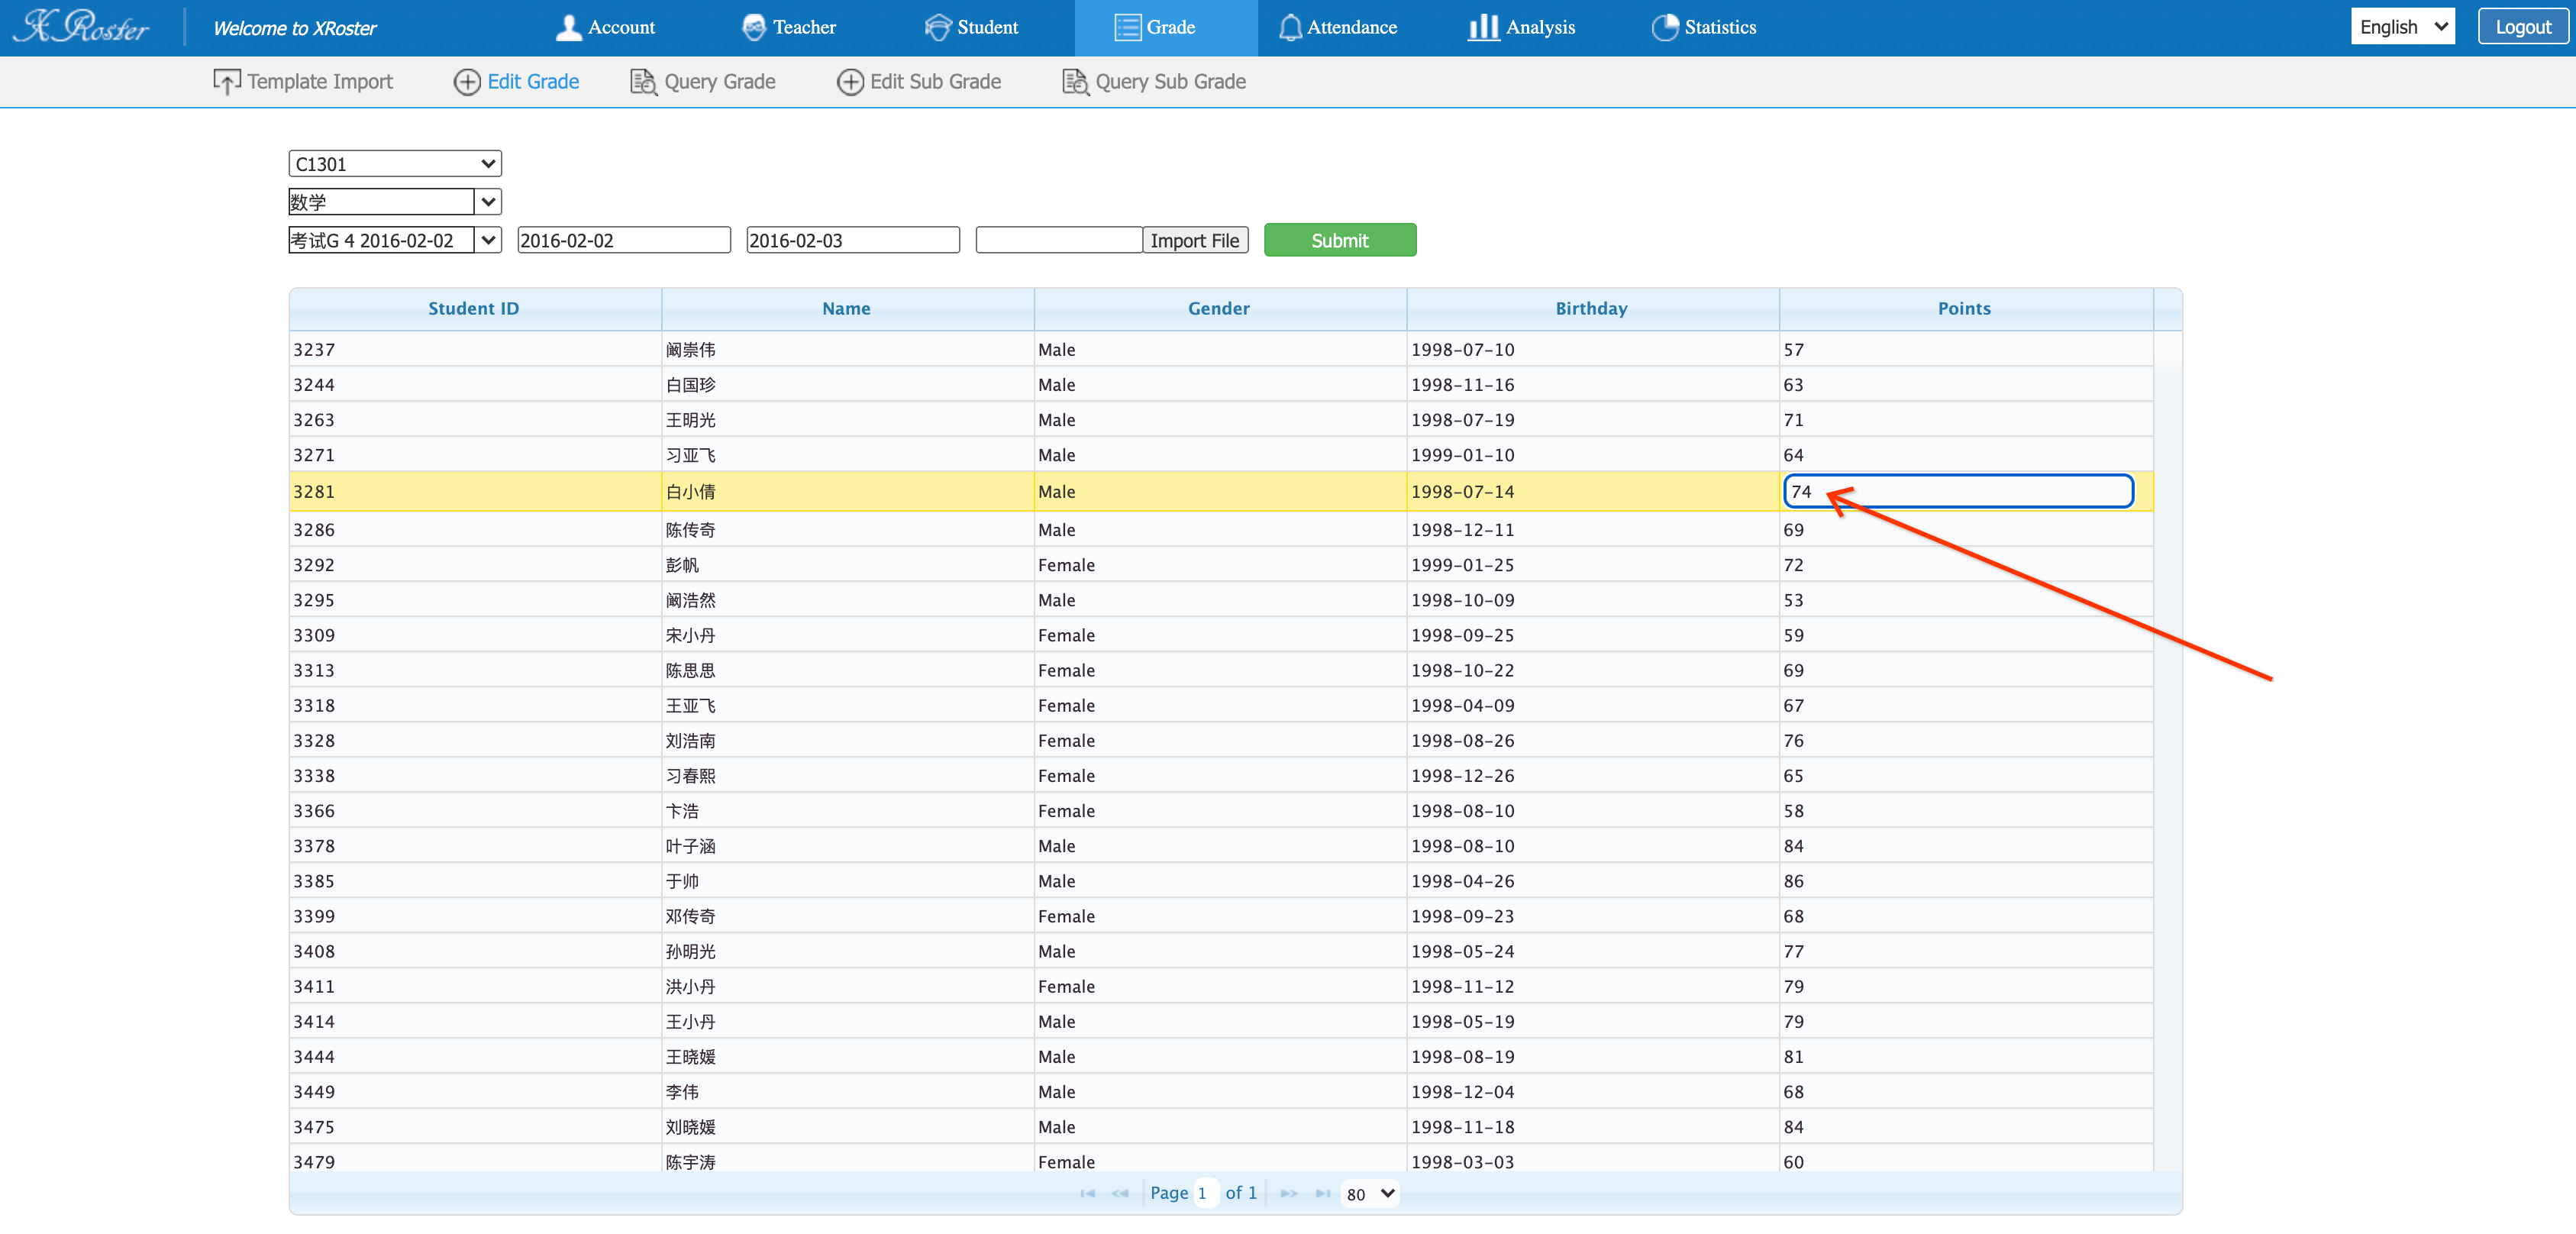 XRoster Welcome to XRoster Account Teacher Student Grade Attendance Analysis Statistics English Logout
Template Import Edit Grade Query Grade Edit Sub Grade Query Sub Grade
C1301
数学
考试G 4 2016-02-02 2016-02-02 2016-02-03 Import File Submit
Student ID Name Gender Birthday Points
3237 阚崇伟 Male 1998-07-10 57
3244 白国珍 Male 1998-11-16 63
3263 王明光 Male 1998-07-19 71
3271 习亚飞 Male 1999-01-10 64
3281 白小倩 Male 1998-07-14 74
3286 陈传奇 Male 1998-12-11 69
3292 彭帆 Female 1999-01-25 72
3295 阚浩然 Male 1998-10-09 53
3309 宋小丹 Female 1998-09-25 59
3313 陈思思 Female 1998-10-22 69
3318 王亚飞 Female 1998-04-09 67
3328 刘浩南 Female 1998-08-26 76
3338 习春熙 Female 1998-12-26 65
3366 卞浩 Female 1998-08-10 58
3378 叶子涵 Male 1998-08-10 84
3385 于帅 Male 1998-04-26 86
3399 邓传奇 Female 1998-09-23 68
3408 孙明光 Male 1998-05-24 77
3411 洪小丹 Female 1998-11-12 79
3414 王小丹 Male 1998-05-19 79
3444 王晓媛 Male 1998-08-19 81
3449 李伟 Male 1998-12-04 68
3475 刘晓媛 Male 1998-11-18 84
3479 陈宇涛 Female 1998-03-03 60
Page 1 of 1 80